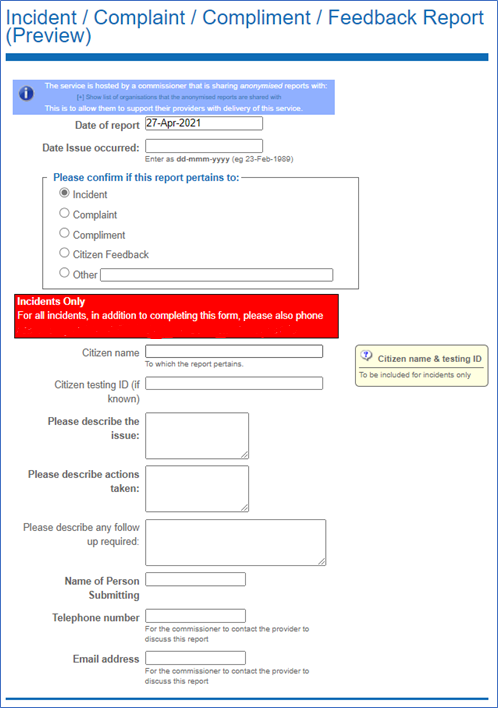 Incident / Complaint / Compliment / Feedback Report
(Preview)
The service is hosted by a commissioner that is sharing anonymised reports with:
[+] Show list of organisations that the anonymised reports are shared with
This is to allow them to support their providers with delivery of this service.
Date of report
27-Apr-2021
Date Issue occurred:
Enter as dd-mmm-yyyy (eg 23-Feb-1989)
Please confirm if this report pertains to:
Incident
Complaint
Compliment
Citizen Feedback
Other
Incidents Only
For all incidents, in addition to completing this form, please also phone
Citizen name
To which the report pertains.
Citizen name & testing ID
To be included for incidents only
Citizen testing ID (if
known)
Please describe the
issue:
Please describe actions
taken:
Please describe any follow
up required:
Name of Person
Submitting
Telephone number
For the commissioner to contact the provider to
discuss this report
Email address
For the commissioner to contact the provider to
discuss this report